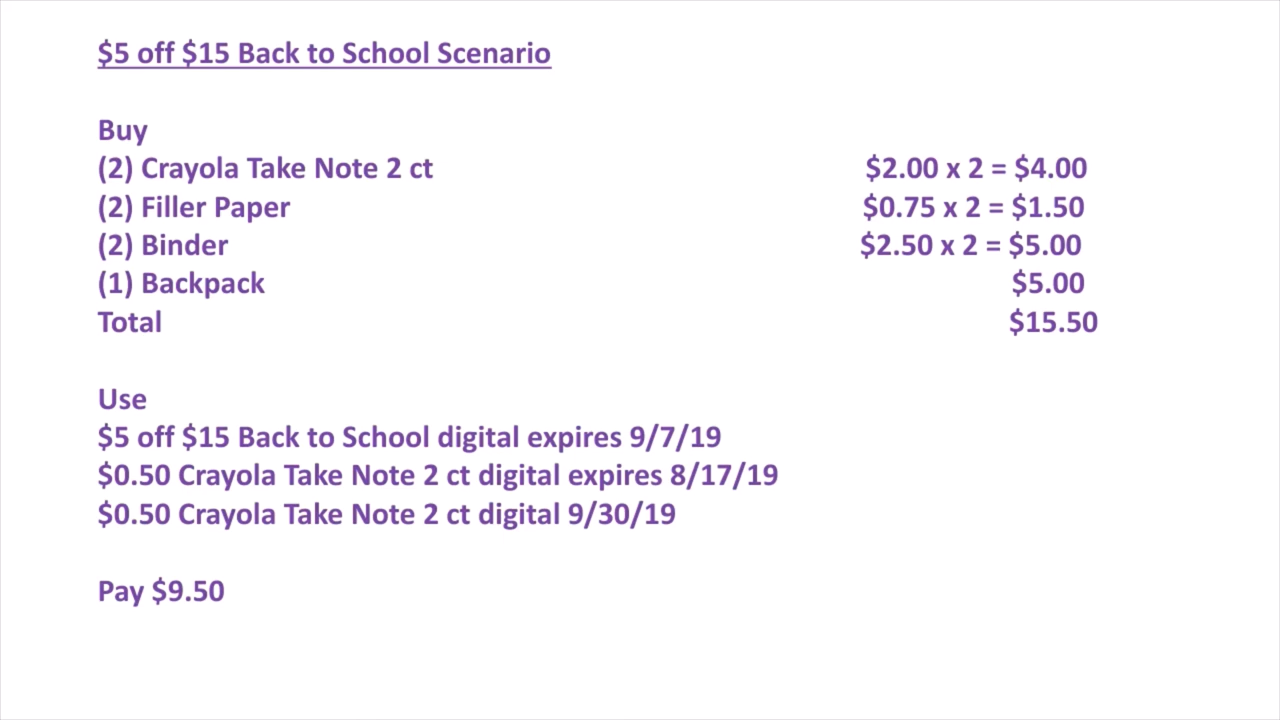 $5 off $15 Back to School Scenario
Buy
(2) Crayola Take Note 2 ct $2.00 x 2 = $4.00
(2) Filler Paper $0.75 x 2 = $1.50
(2) Binder $2.50 x 2 = $5.00
(1) Backpack $5.00
Total $15.50
Use
$5 off $15 Back to School digital expires 9/7/19
$0.50 Crayola Take Note 2 ct digital expires 8/17/19
$0.50 Crayola Take Note 2 ct digital 9/30/19
Pay $9.50